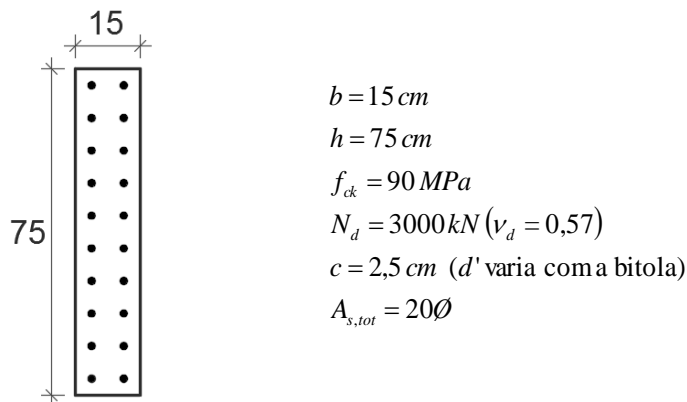 15
75
b = 15 cm
h = 75 cm
f_ck = 90 MPa
N_d = 3000 kN (ν_d = 0,57)
c = 2,5 cm (d' varia com a bitola)
A_s,tot = 20Ø